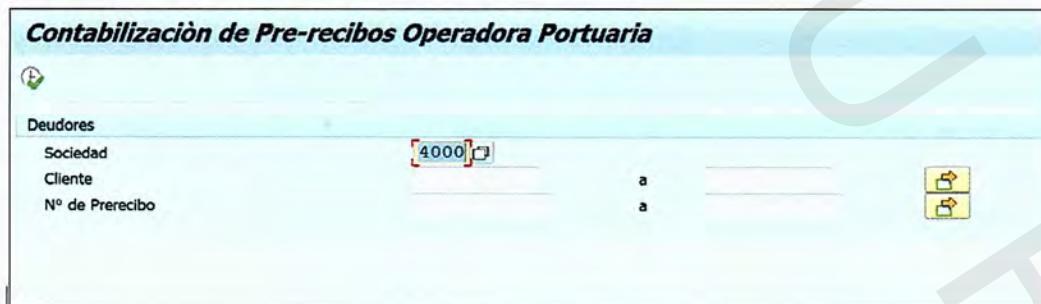 Contabilizaciòn de Pre-recibos Operadora Portuaria
Deudores
Sociedad 4000
Cliente a
Nº de Prerecibo a